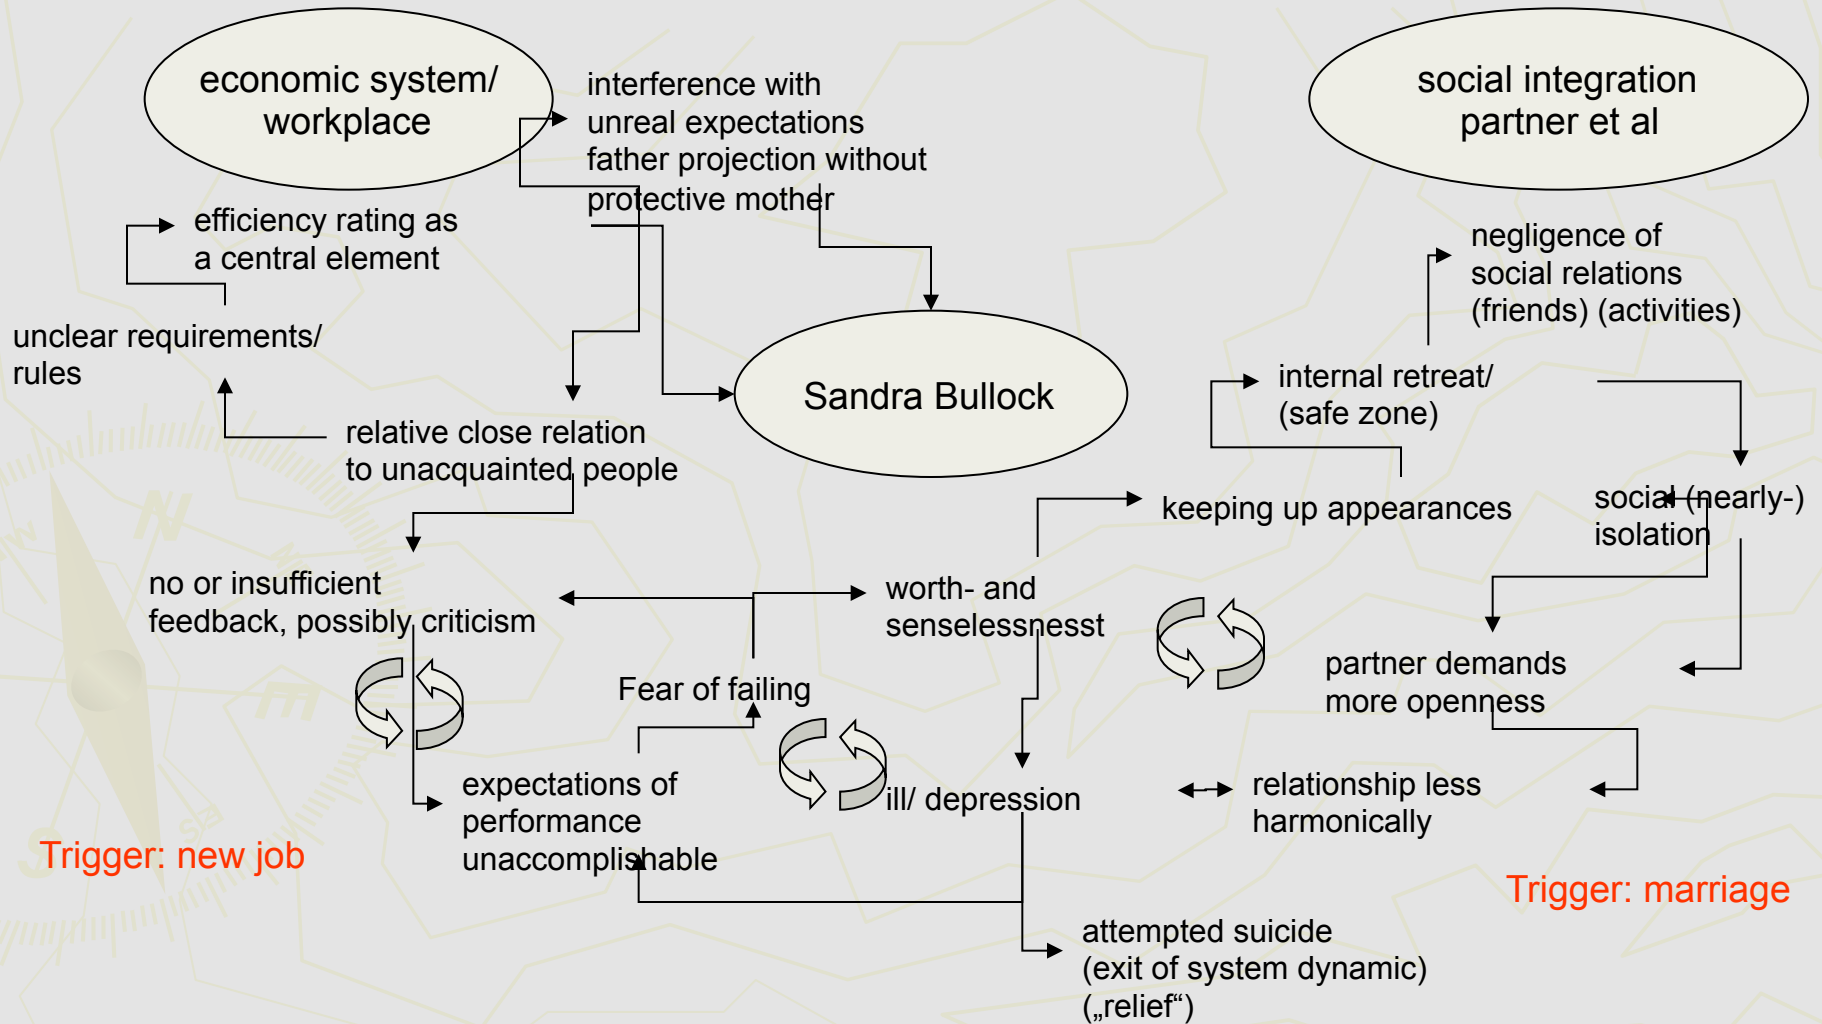 economic system/
workplace
interference with
unreal expectations
father projection without
protective mother
social integration
partner et al
efficiency rating as
a central element
negligence of
social relations
(friends) (activities)
unclear requirements/
rules
Sandra Bullock
internal retreat/
(safe zone)
relative close relation
to unacquainted people
keeping up appearances
social (nearly-)
isolation
no or insufficient
feedback, possibly criticism
worth- and
senselessnesst
partner demands
more openness
Fear of failing
expectations of
performance
unaccomplishable
ill/ depression
relationship less
harmonically
Trigger: new job
Trigger: marriage
attempted suicide
(exit of system dynamic)
(„relief“)
N
E
S
SE
W